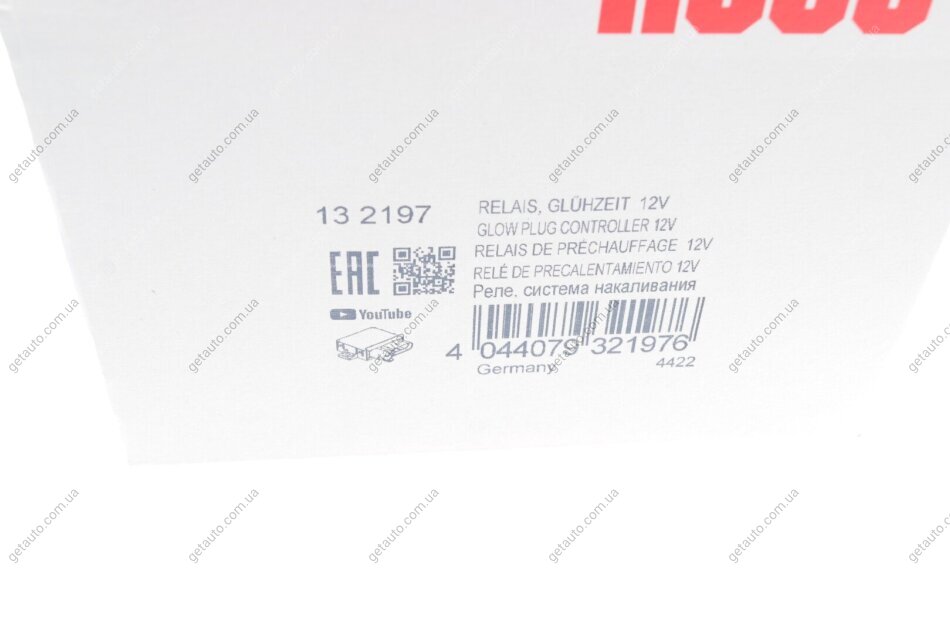 13 2197
RELAIS, GLÜHZEIT 12V
GLOW PLUG CONTROLLER 12V
RELAIS DE PRÉCHAUFFAGE 12V
RELÉ DE PRECALENTAMIENTO 12V
Реле. система накаливания
EAC
YouTube
4 044079 321976
Germany
4422
getauto.com.ua